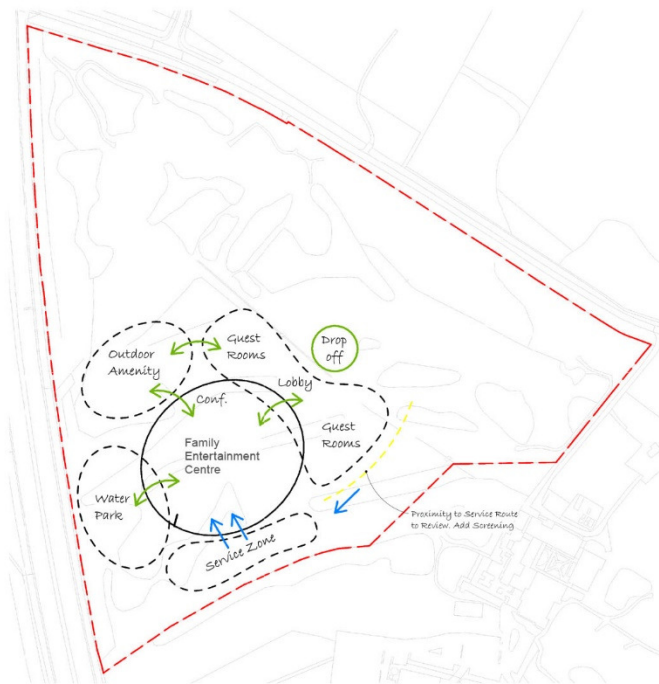 Outdoor
Amenity
Guest
Rooms
Drop
off
Conf.
Lobby
Guest
Rooms
Family
Entertainment
Centre
Water
Park
Service Zone
Proximity to Service Route
to Review. Add Screening